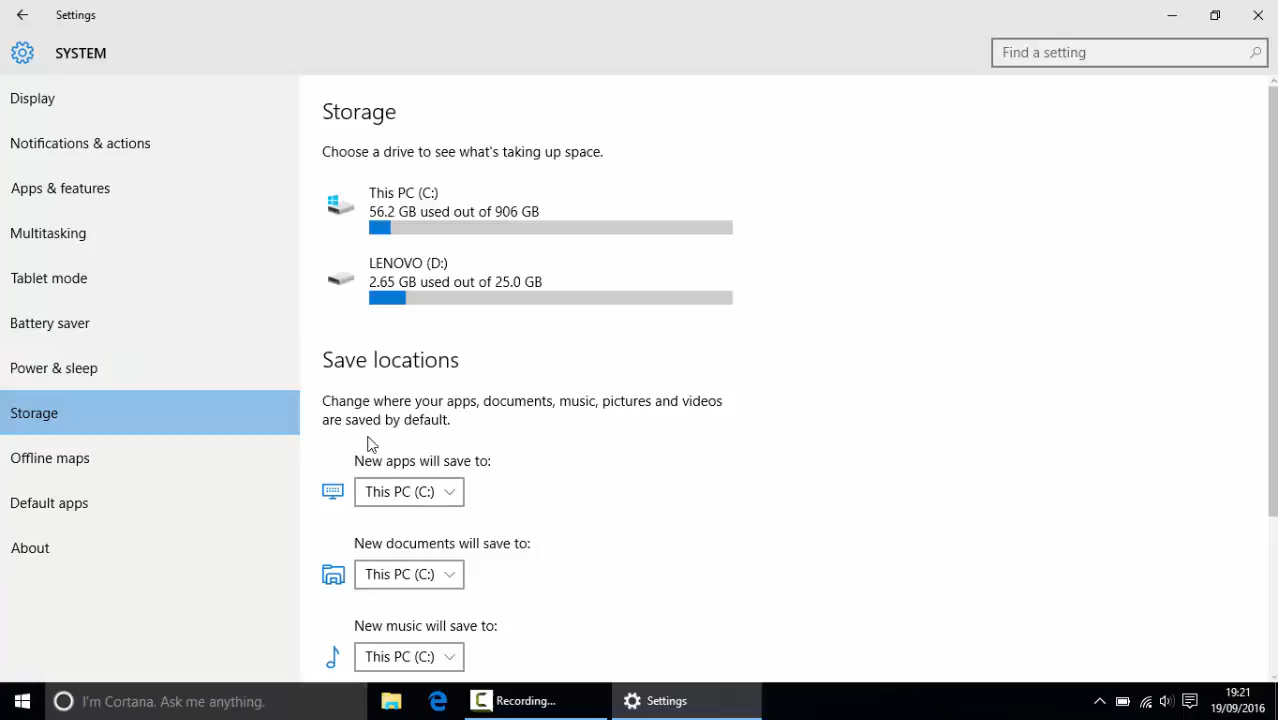 Settings
SYSTEM
Find a setting
Display
Notifications & actions
Apps & features
Multitasking
Tablet mode
Battery saver
Power & sleep
Storage
Offline maps
Default apps
About
Storage
Choose a drive to see what's taking up space.
This PC (C:)
56.2 GB used out of 906 GB
LENOVO (D:)
2.65 GB used out of 25.0 GB
Save locations
Change where your apps, documents, music, pictures and videos
are saved by default.
New apps will save to:
This PC (C:)
New documents will save to:
This PC (C:)
New music will save to:
This PC (C:)
I'm Cortana. Ask me anything.
Recording...
Settings
19:21
19/09/2016